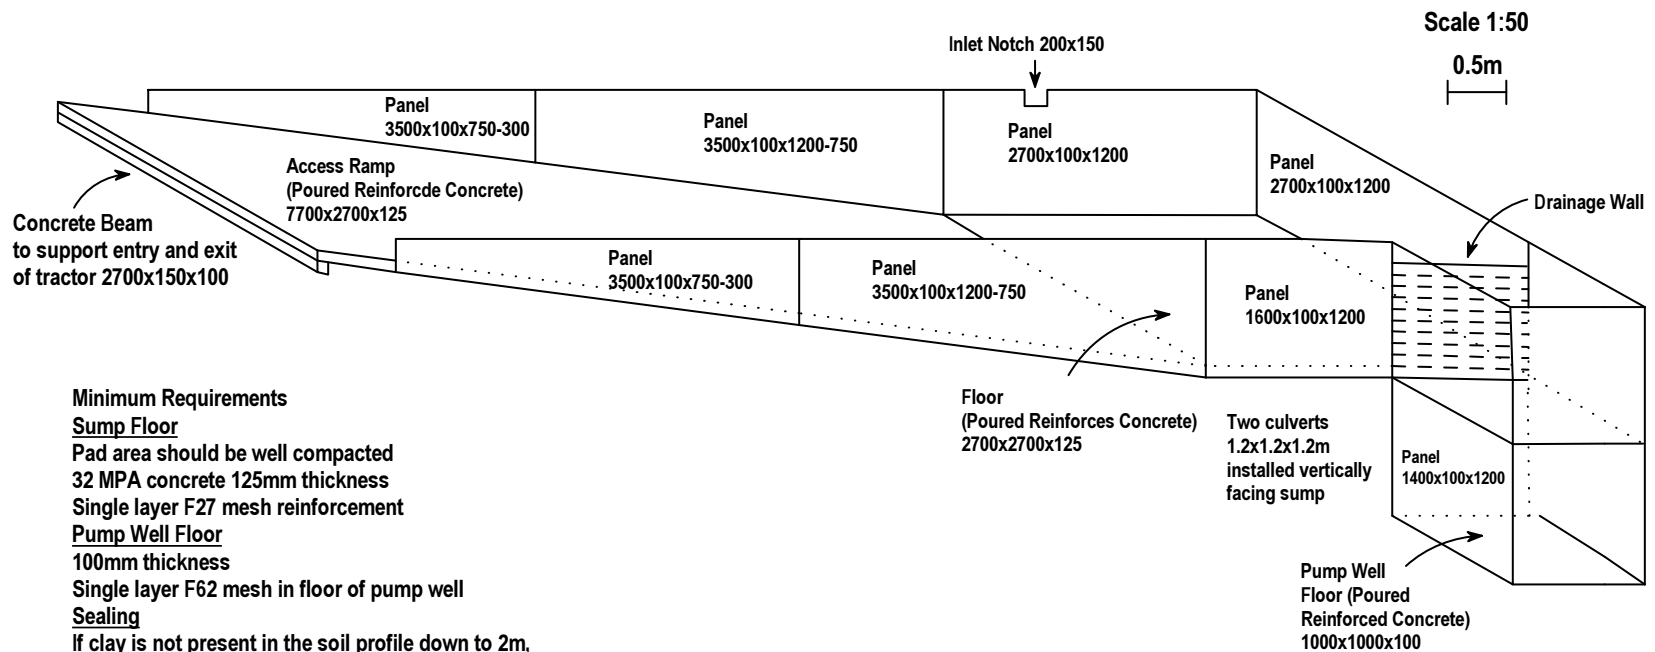 Scale 1:50
0.5m
Inlet Notch 200x150
Panel
3500x100x750-300
Panel
3500x100x1200-750
Panel
2700x100x1200
Panel
2700x100x1200
Drainage Wall
Access Ramp
(Poured Reinforcde Concrete)
7700x2700x125
Concrete Beam
to support entry and exit
of tractor 2700x150x100
Panel
3500x100x750-300
Panel
3500x100x1200-750
Panel
1600x100x1200
Floor
(Poured Reinforces Concrete)
2700x2700x125
Two culverts
1.2x1.2x1.2m
installed vertically
facing sump
Panel
1400x100x1200
Pump Well
Floor (Poured
Reinforced Concrete)
1000x1000x100
Minimum Requirements
Sump Floor
Pad area should be well compacted
32 MPA concrete 125mm thickness
Single layer F27 mesh reinforcement
Pump Well Floor
100mm thickness
Single layer F62 mesh in floor of pump well
Sealing
If clay is not present in the soil profile down to 2m,